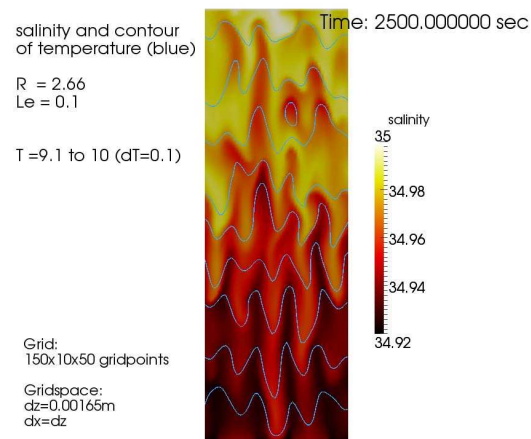 Time: 2500.000000 sec
salinity and contour
of temperature (blue)
R = 2.66
Le = 0.1
T =9.1 to 10 (dT=0.1)
salinity
35
34.98
34.96
34.94
34.92
Grid:
150x10x50 gridpoints
Gridspace:
dz=0.00165m
dx=dz